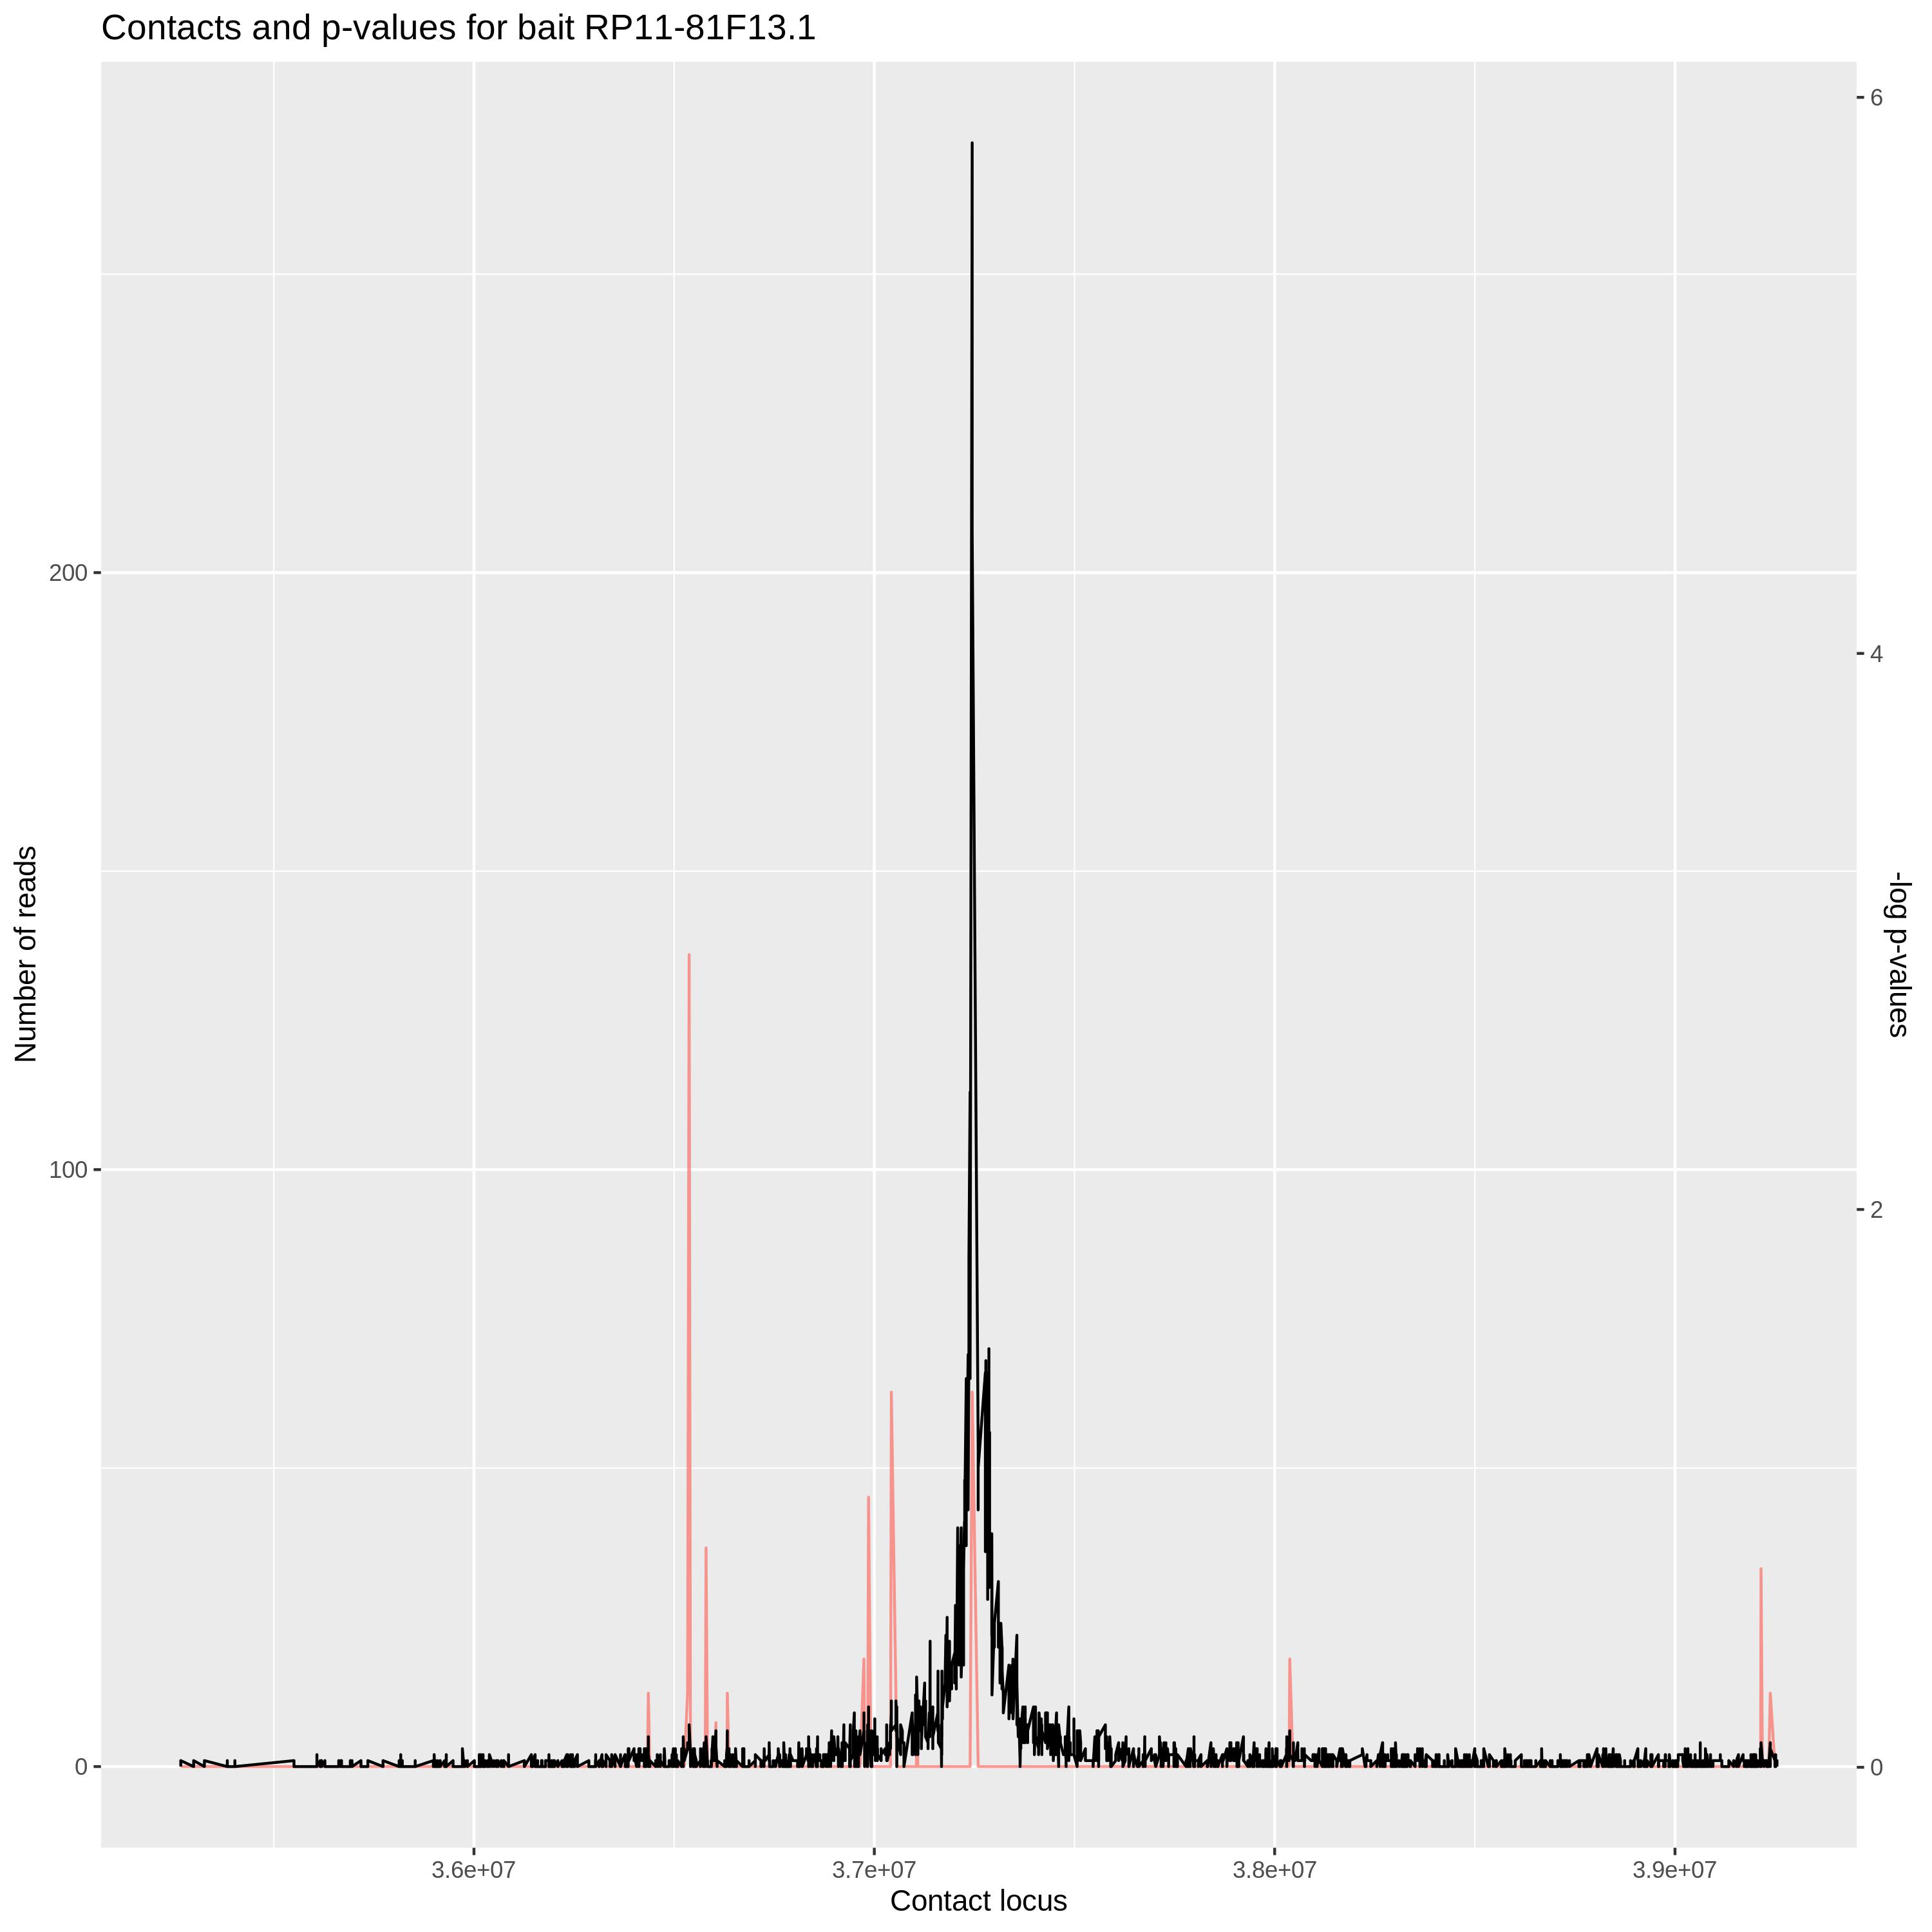 Contacts and p-values for bait RP11-81F13.1
Number of reads
200
100
0
6
4
2
0
-log p-values
3.6e+07 3.7e+07 3.8e+07 3.9e+07
Contact locus